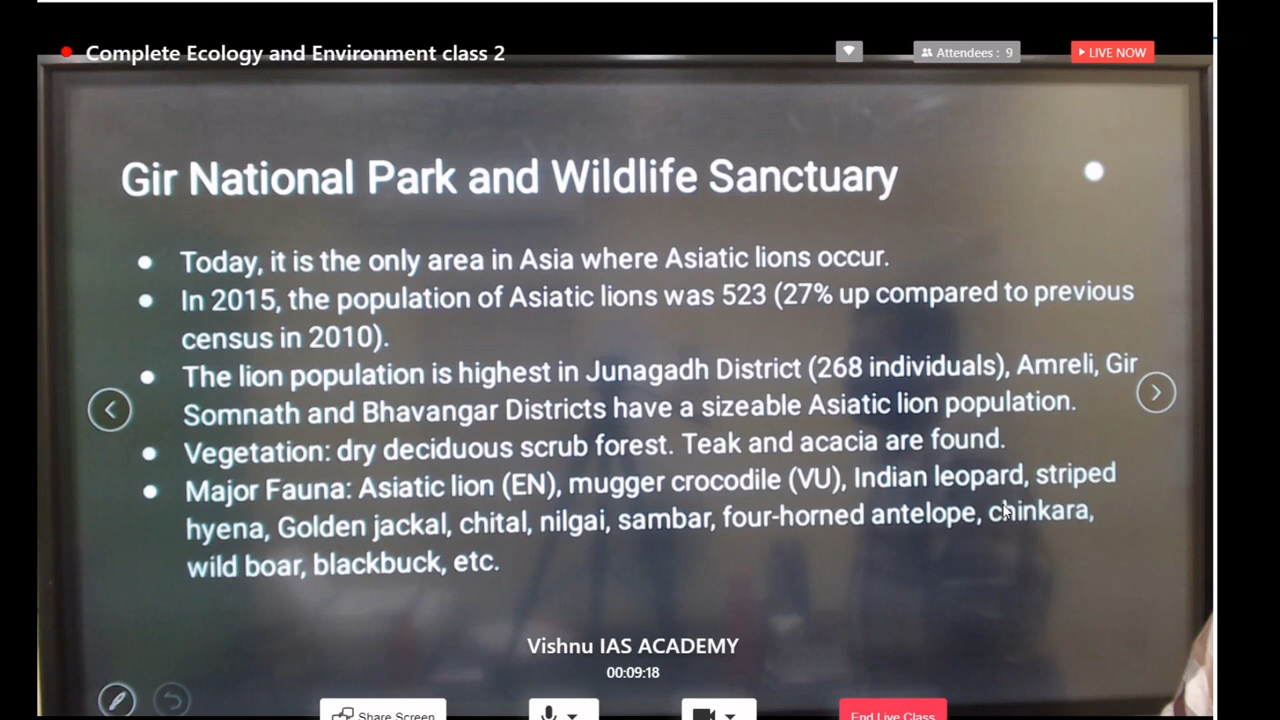 Complete Ecology and Environment class 2
Attendees : 9
LIVE NOW
Gir National Park and Wildlife Sanctuary
● Today, it is the only area in Asia where Asiatic lions occur.
● In 2015, the population of Asiatic lions was 523 (27% up compared to previous
census in 2010).
● The lion population is highest in Junagadh District (268 individuals), Amreli, Gir
Somnath and Bhavangar Districts have a sizeable Asiatic lion population.
● Vegetation: dry deciduous scrub forest. Teak and acacia are found.
● Major Fauna: Asiatic lion (EN), mugger crocodile (VU), Indian leopard, striped
hyena, Golden jackal, chital, nilgai, sambar, four-horned antelope, chinkara,
wild boar, blackbuck, etc.
Vishnu IAS ACADEMY
00:09:18
Share Screen
End Live Class